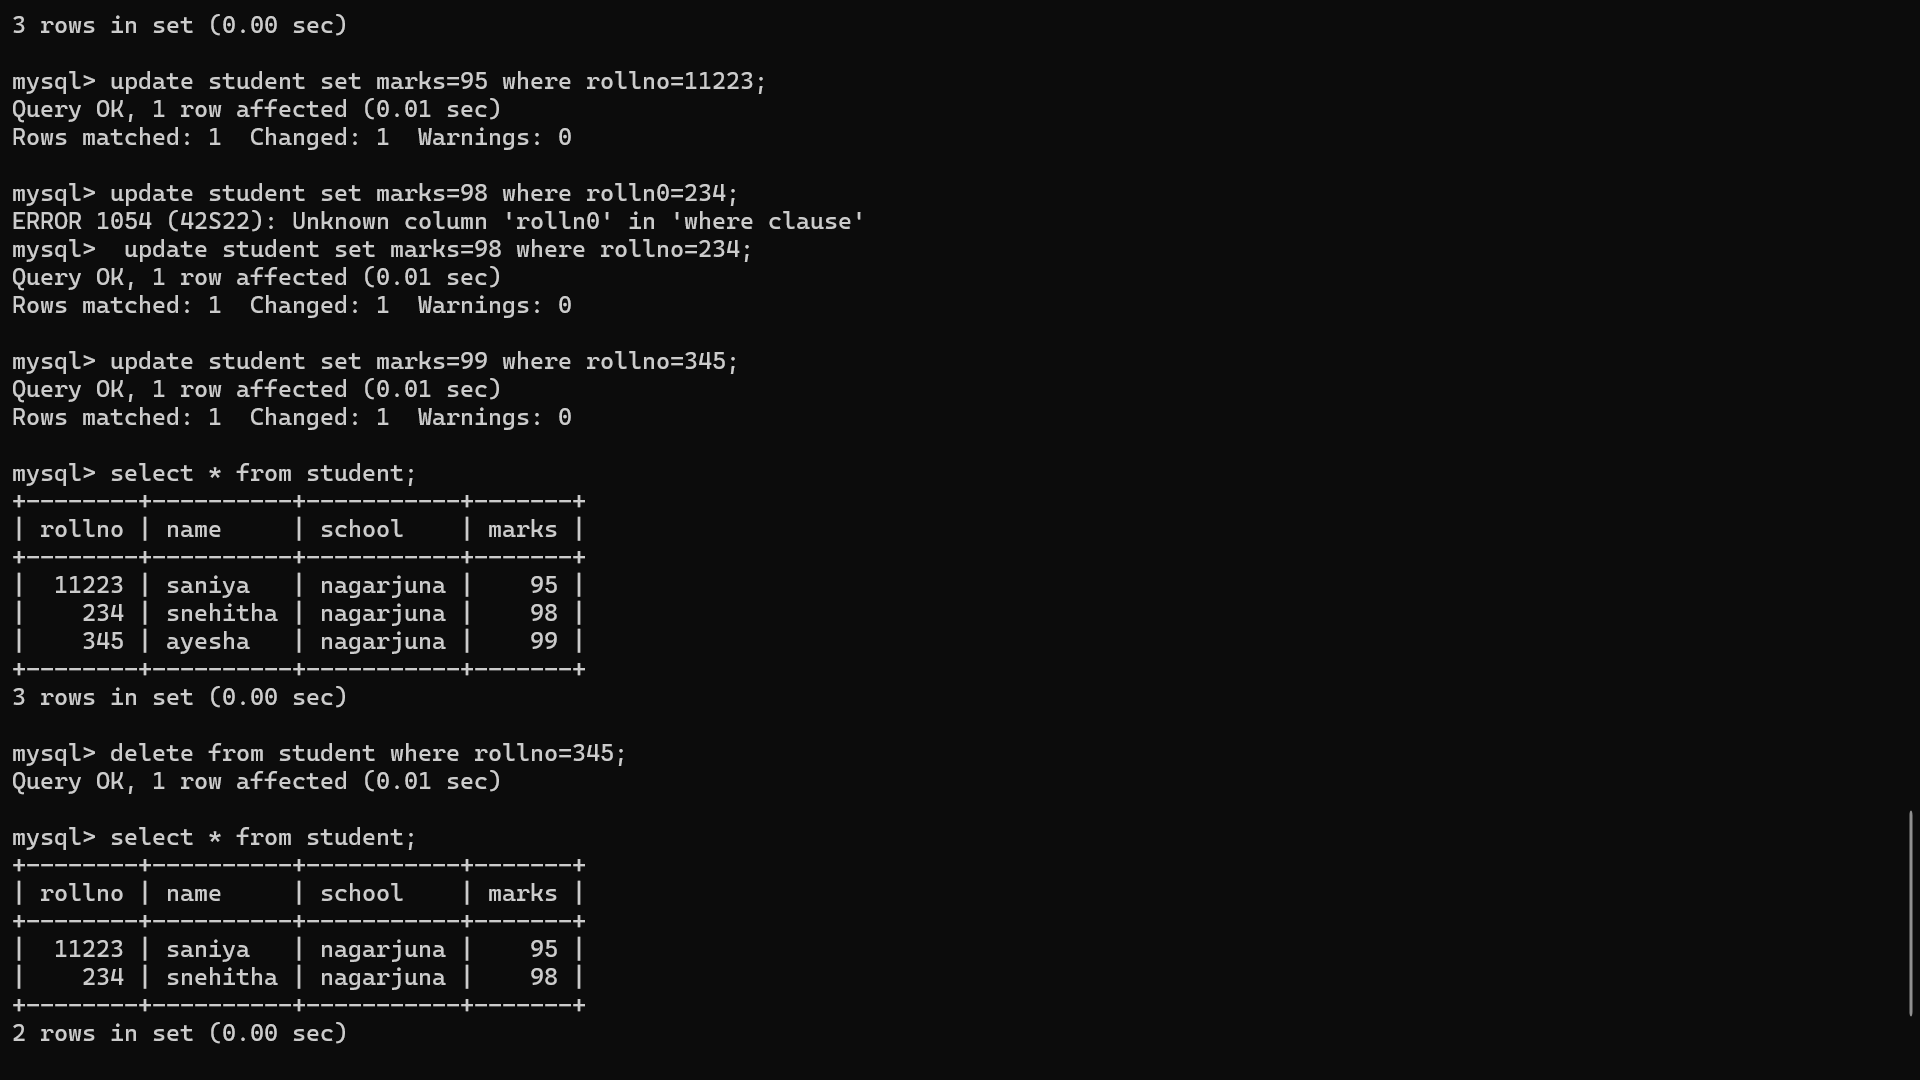 3 rows in set (0.00 sec)
mysql> update student set marks=95 where rollno=11223;
Query OK, 1 row affected (0.01 sec)
Rows matched: 1  Changed: 1  Warnings: 0
mysql> update student set marks=98 where rolln0=234;
ERROR 1054 (42S22): Unknown column 'rolln0' in 'where clause'
mysql>  update student set marks=98 where rollno=234;
Query OK, 1 row affected (0.01 sec)
Rows matched: 1  Changed: 1  Warnings: 0
mysql> update student set marks=99 where rollno=345;
Query OK, 1 row affected (0.01 sec)
Rows matched: 1  Changed: 1  Warnings: 0
mysql> select * from student;
+--------+----------+-----------+-------+
| rollno | name     | school    | marks |
+--------+----------+-----------+-------+
|  11223 | saniya   | nagarjuna |    95 |
|    234 | snehitha | nagarjuna |    98 |
|    345 | ayesha   | nagarjuna |    99 |
+--------+----------+-----------+-------+
3 rows in set (0.00 sec)
mysql> delete from student where rollno=345;
Query OK, 1 row affected (0.01 sec)
mysql> select * from student;
+--------+----------+-----------+-------+
| rollno | name     | school    | marks |
+--------+----------+-----------+-------+
|  11223 | saniya   | nagarjuna |    95 |
|    234 | snehitha | nagarjuna |    98 |
+--------+----------+-----------+-------+
2 rows in set (0.00 sec)